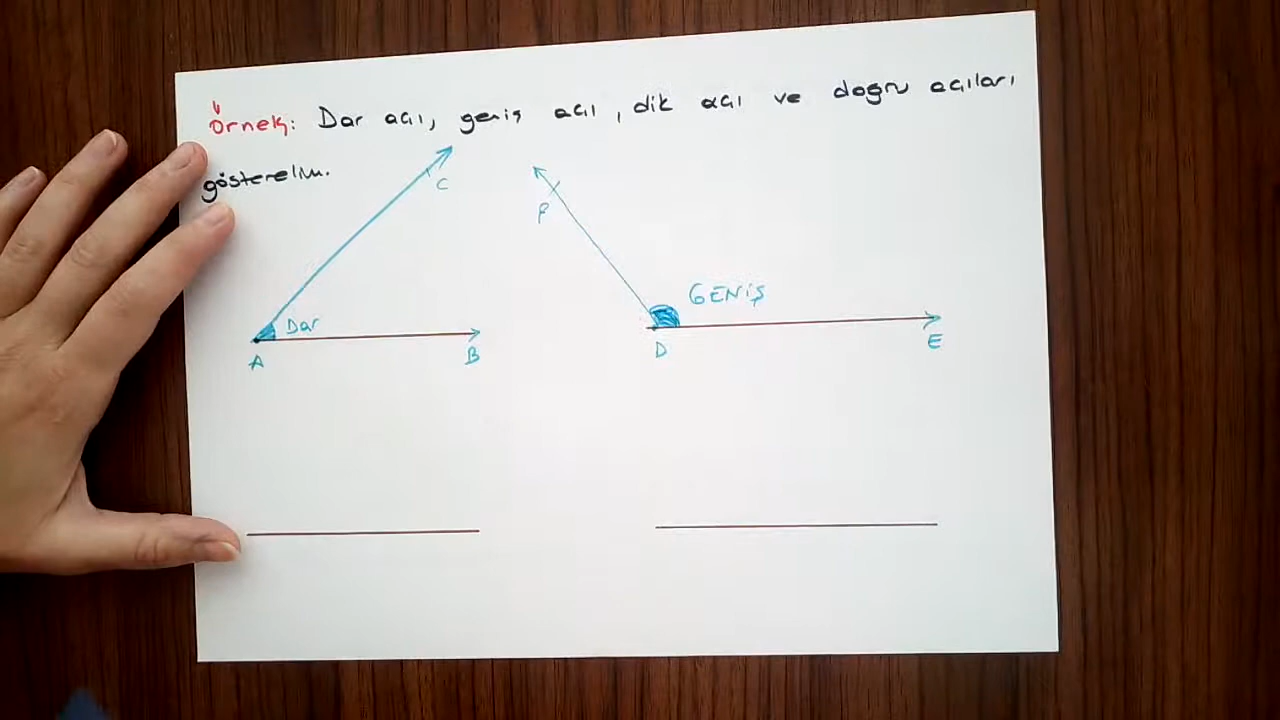 Örnek: Dar açı, geniş açı, dik açı ve doğru açıları
gösterelim.
C
F
Dar
GENİŞ
A
B
D
E